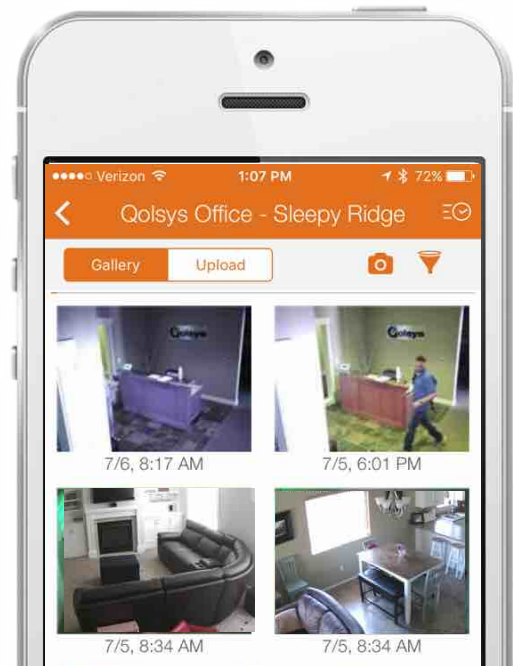 Verizon 1:07 PM 72%
Qolsys Office - Sleepy Ridge
Gallery Upload
Qolsys Qolsys
7/6, 8:17 AM 7/5, 6:01 PM
7/5, 8:34 AM 7/5, 8:34 AM